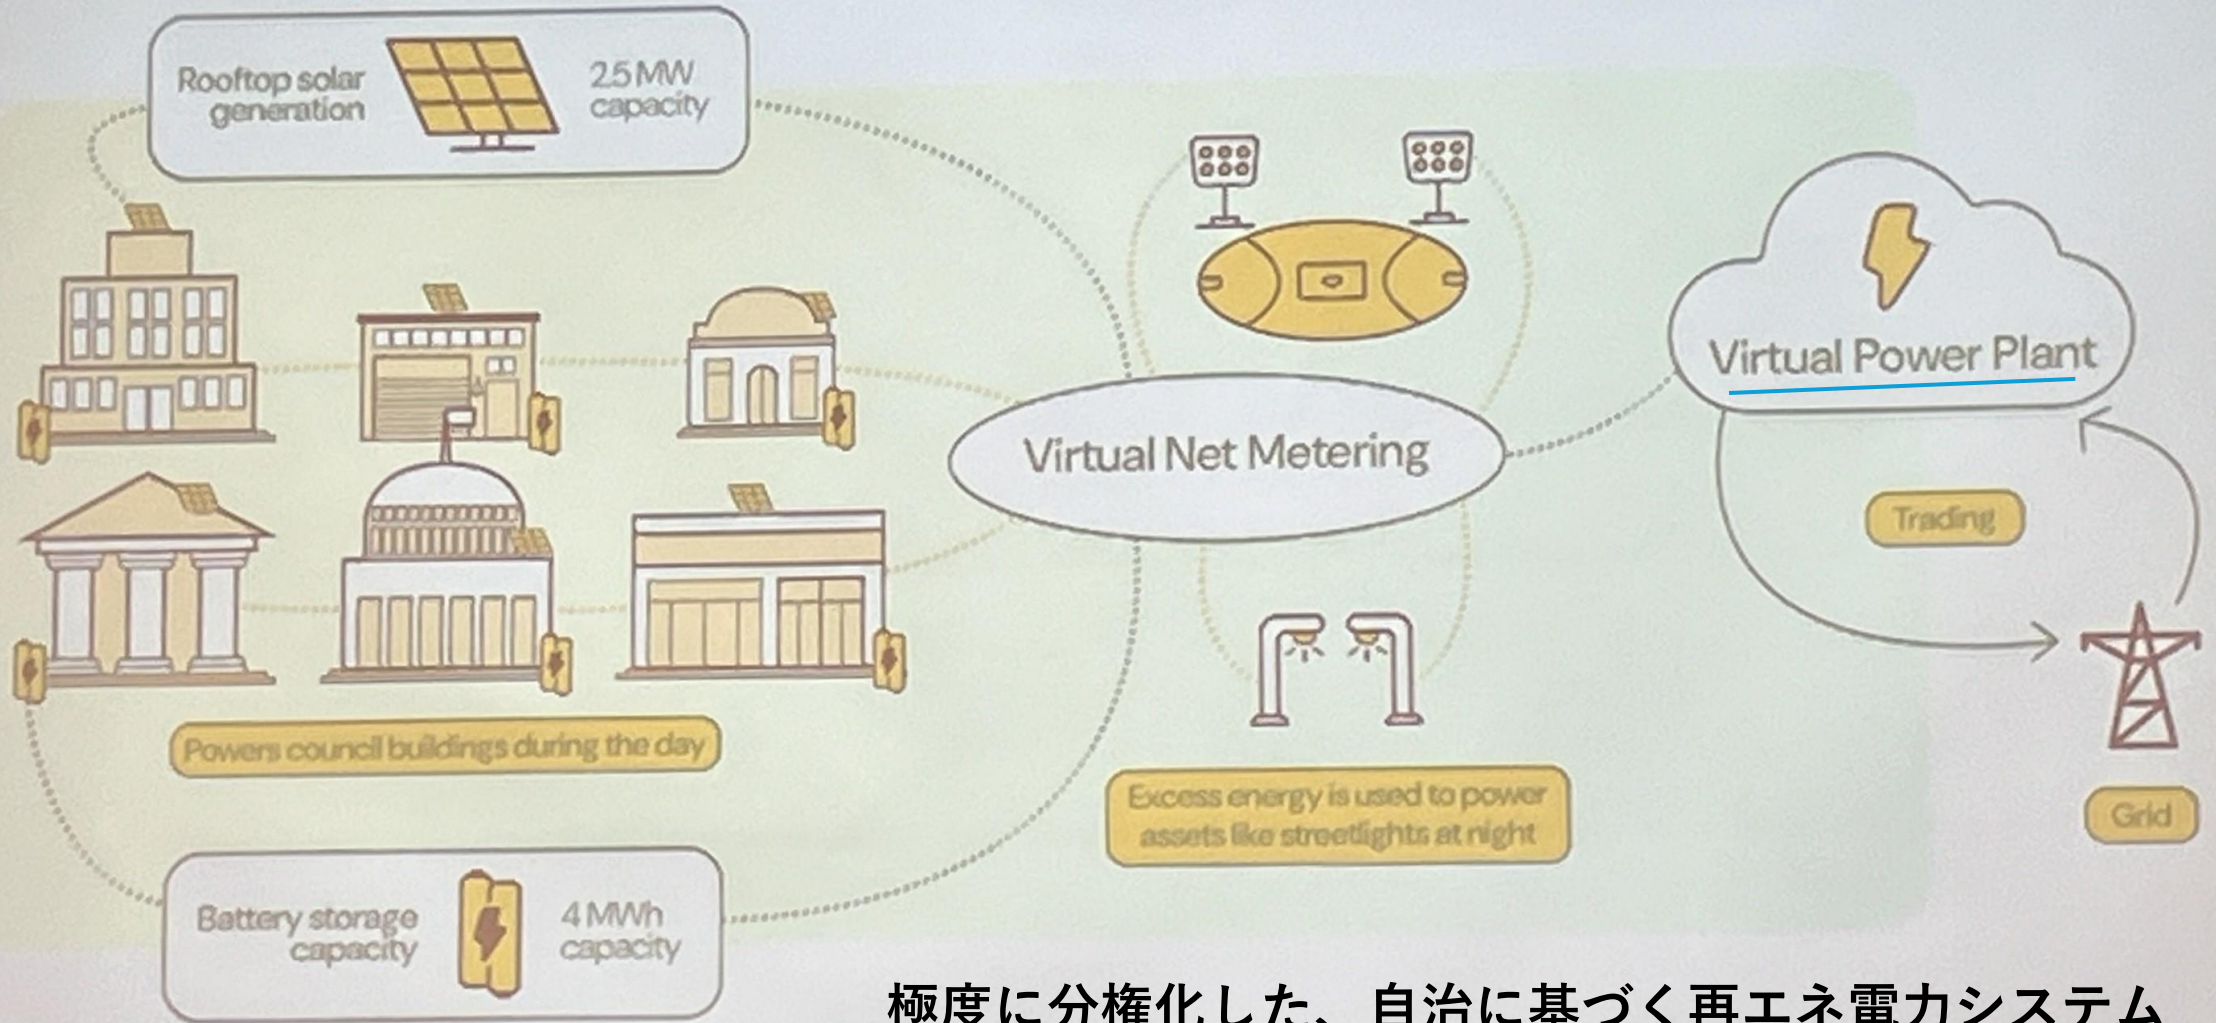 Rooftop solar
generation
2.5 MW
capacity
Virtual Net Metering
Virtual Power Plant
Trading
Grid
Powers council buildings during the day
Excess energy is used to power
assets like streetlights at night
Battery storage
capacity
4 MWh
capacity
極度に分権化した、自治に基づく再エネ電力システム